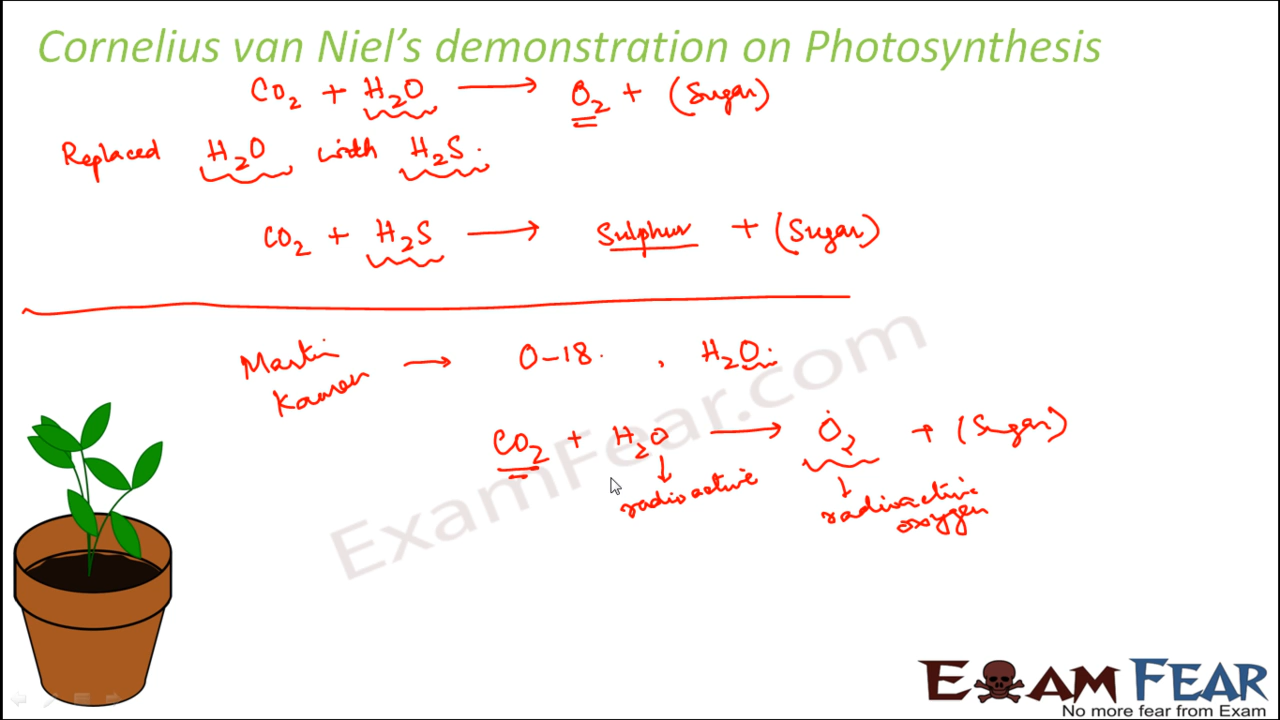 Cornelius van Niel's demonstration on Photosynthesis
CO2 + H2O → O2 + (Sugar)
Replaced H2O with H2S.
CO2 + H2S → Sulphur + (Sugar)
Martin Kamen → O-18. , H2O.
CO2 + H2O → O2 + (Sugar)
↓ radioactive ↓ radioactive oxygen
ExamFear.com
EXAM FEAR
No more fear from Exam